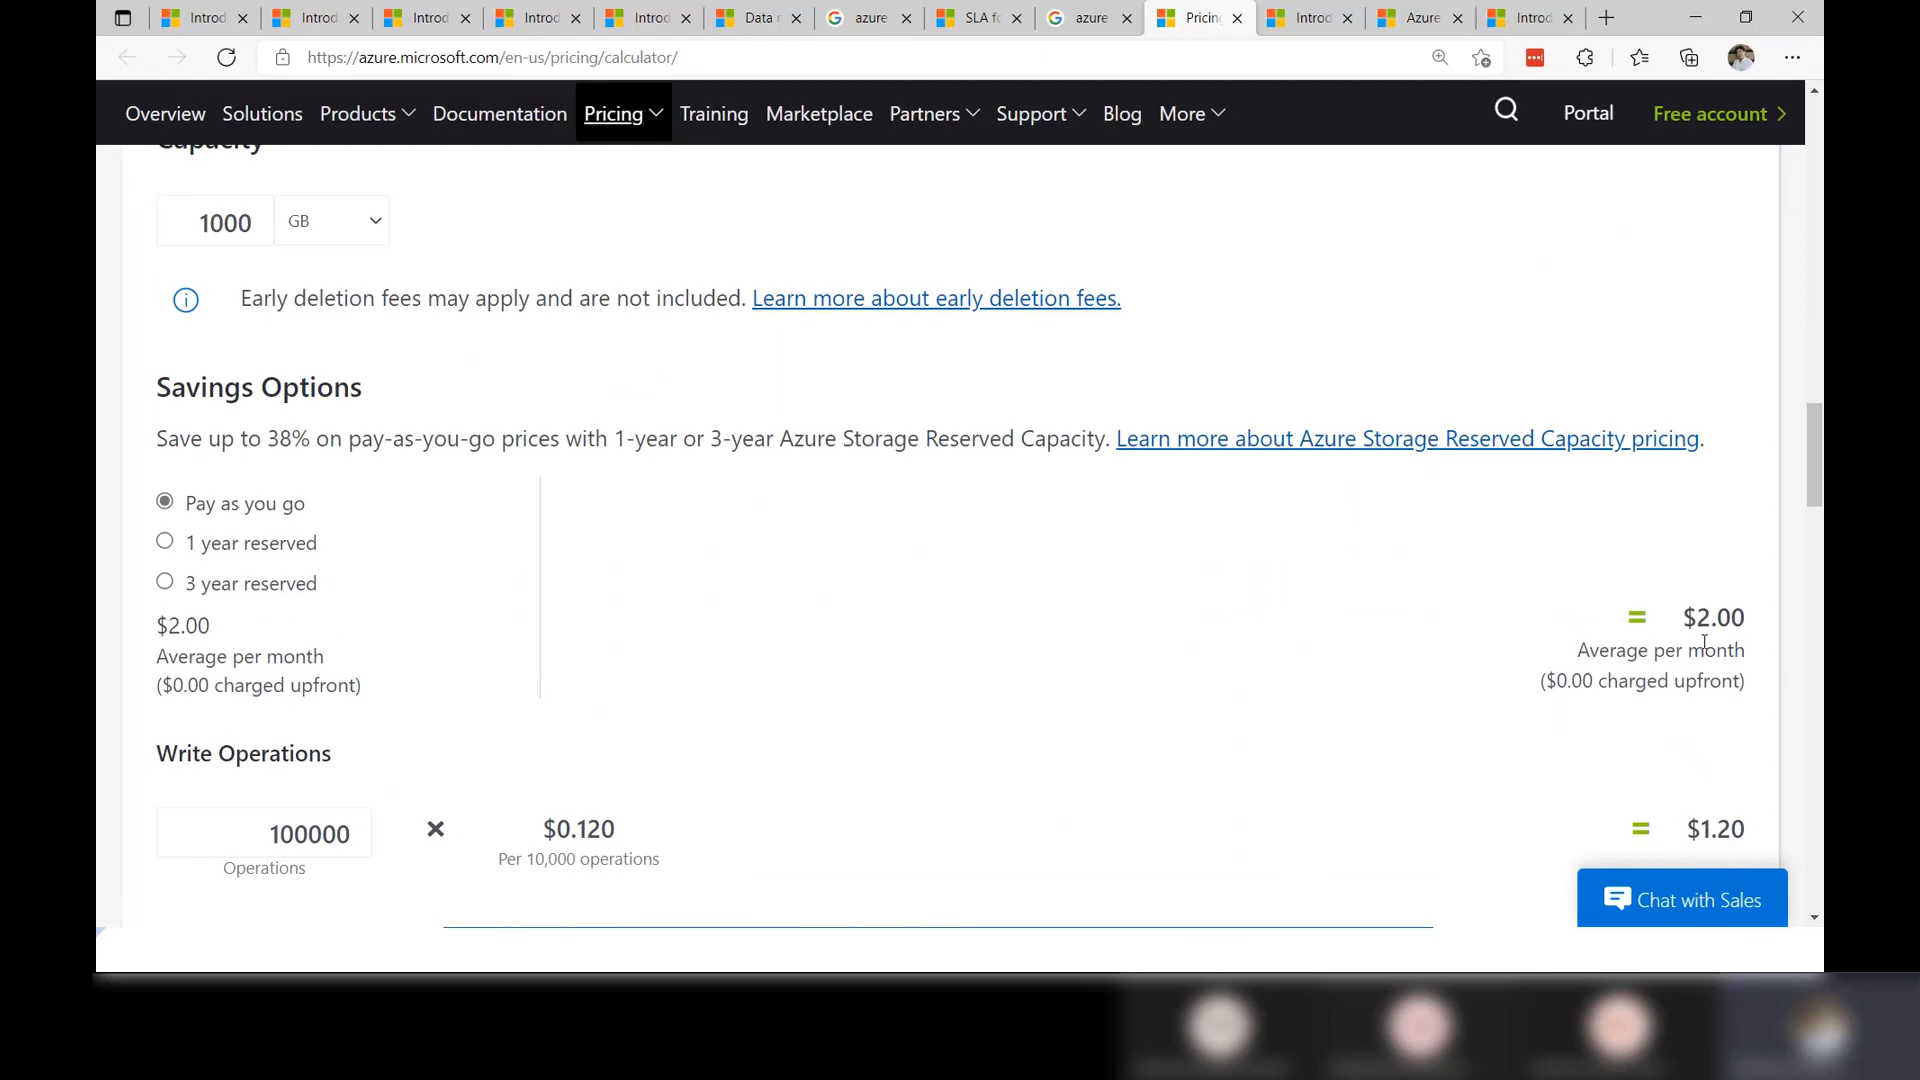 Introd
Introd
Introd
Introd
Introd
Data r
azure
SLA fo
azure
Pricing
Introd
Azure
Introd
https://azure.microsoft.com/en-us/pricing/calculator/
Overview Solutions Products Documentation Pricing Training Marketplace Partners Support Blog More Portal Free account
Capacity
1000 GB
Early deletion fees may apply and are not included. Learn more about early deletion fees.
Savings Options
Save up to 38% on pay-as-you-go prices with 1-year or 3-year Azure Storage Reserved Capacity. Learn more about Azure Storage Reserved Capacity pricing.
Pay as you go
1 year reserved
3 year reserved
$2.00
Average per month
($0.00 charged upfront)
= $2.00
Average per month
($0.00 charged upfront)
Write Operations
100000 × $0.120 = $1.20
Operations Per 10,000 operations
Chat with Sales